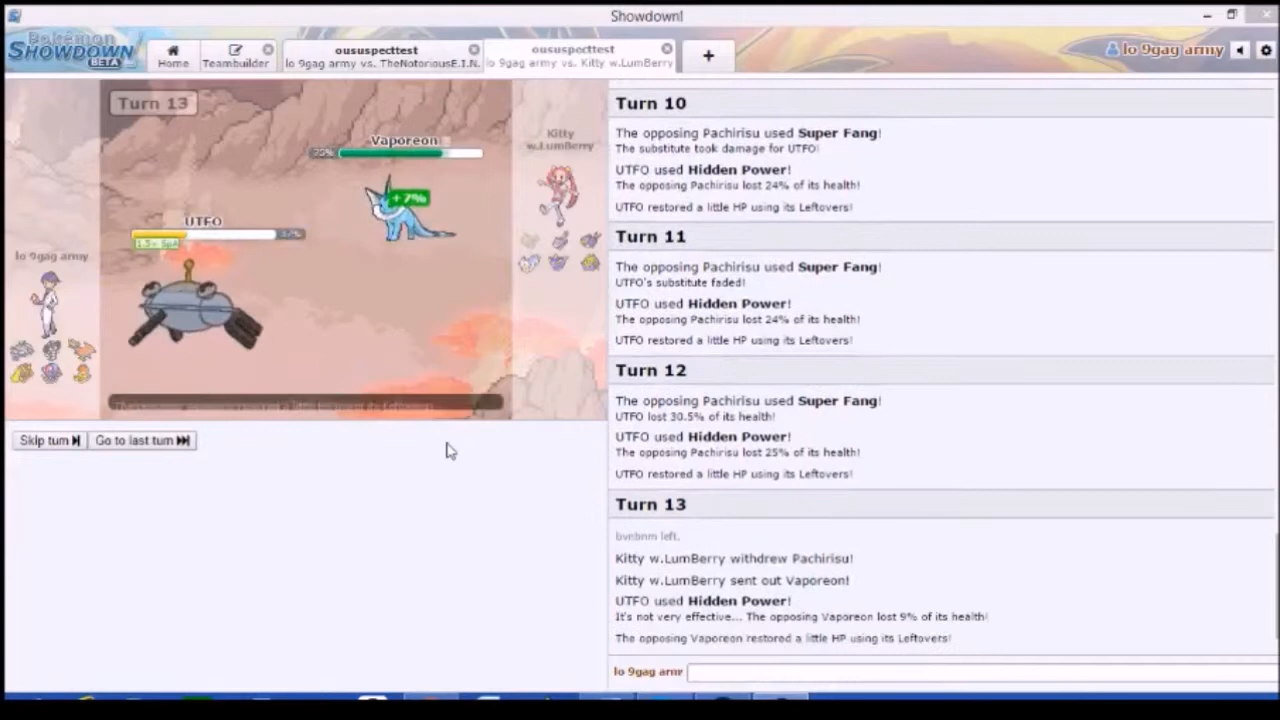 Showdown!
Pokémon
SHOWDOWN
BETA
Home
Teambuilder
oususpecttest
lo 9gag army vs. TheNotoriousE.I.N.
oususpecttest
lo 9gag army vs. Kitty w.LumBerry
+
lo 9gag army
Turn 13
Vaporeon
+7%
UTFO
lo 9gag army
Kitty
w.LumBerry
Skip turn
Go to last turn
Turn 10
The opposing Pachirisu used Super Fang!
The substitute took damage for UTFO!
UTFO used Hidden Power!
The opposing Pachirisu lost 24% of its health!
UTFO restored a little HP using its Leftovers!
Turn 11
The opposing Pachirisu used Super Fang!
UTFO's substitute faded!
UTFO used Hidden Power!
The opposing Pachirisu lost 24% of its health!
UTFO restored a little HP using its Leftovers!
Turn 12
The opposing Pachirisu used Super Fang!
UTFO lost 30.5% of its health!
UTFO used Hidden Power!
The opposing Pachirisu lost 25% of its health!
UTFO restored a little HP using its Leftovers!
Turn 13
left.
Kitty w.LumBerry withdrew Pachirisu!
Kitty w.LumBerry sent out Vaporeon!
UTFO used Hidden Power!
It's not very effective... The opposing Vaporeon lost 9% of its health!
The opposing Vaporeon restored a little HP using its Leftovers!
lo 9gag